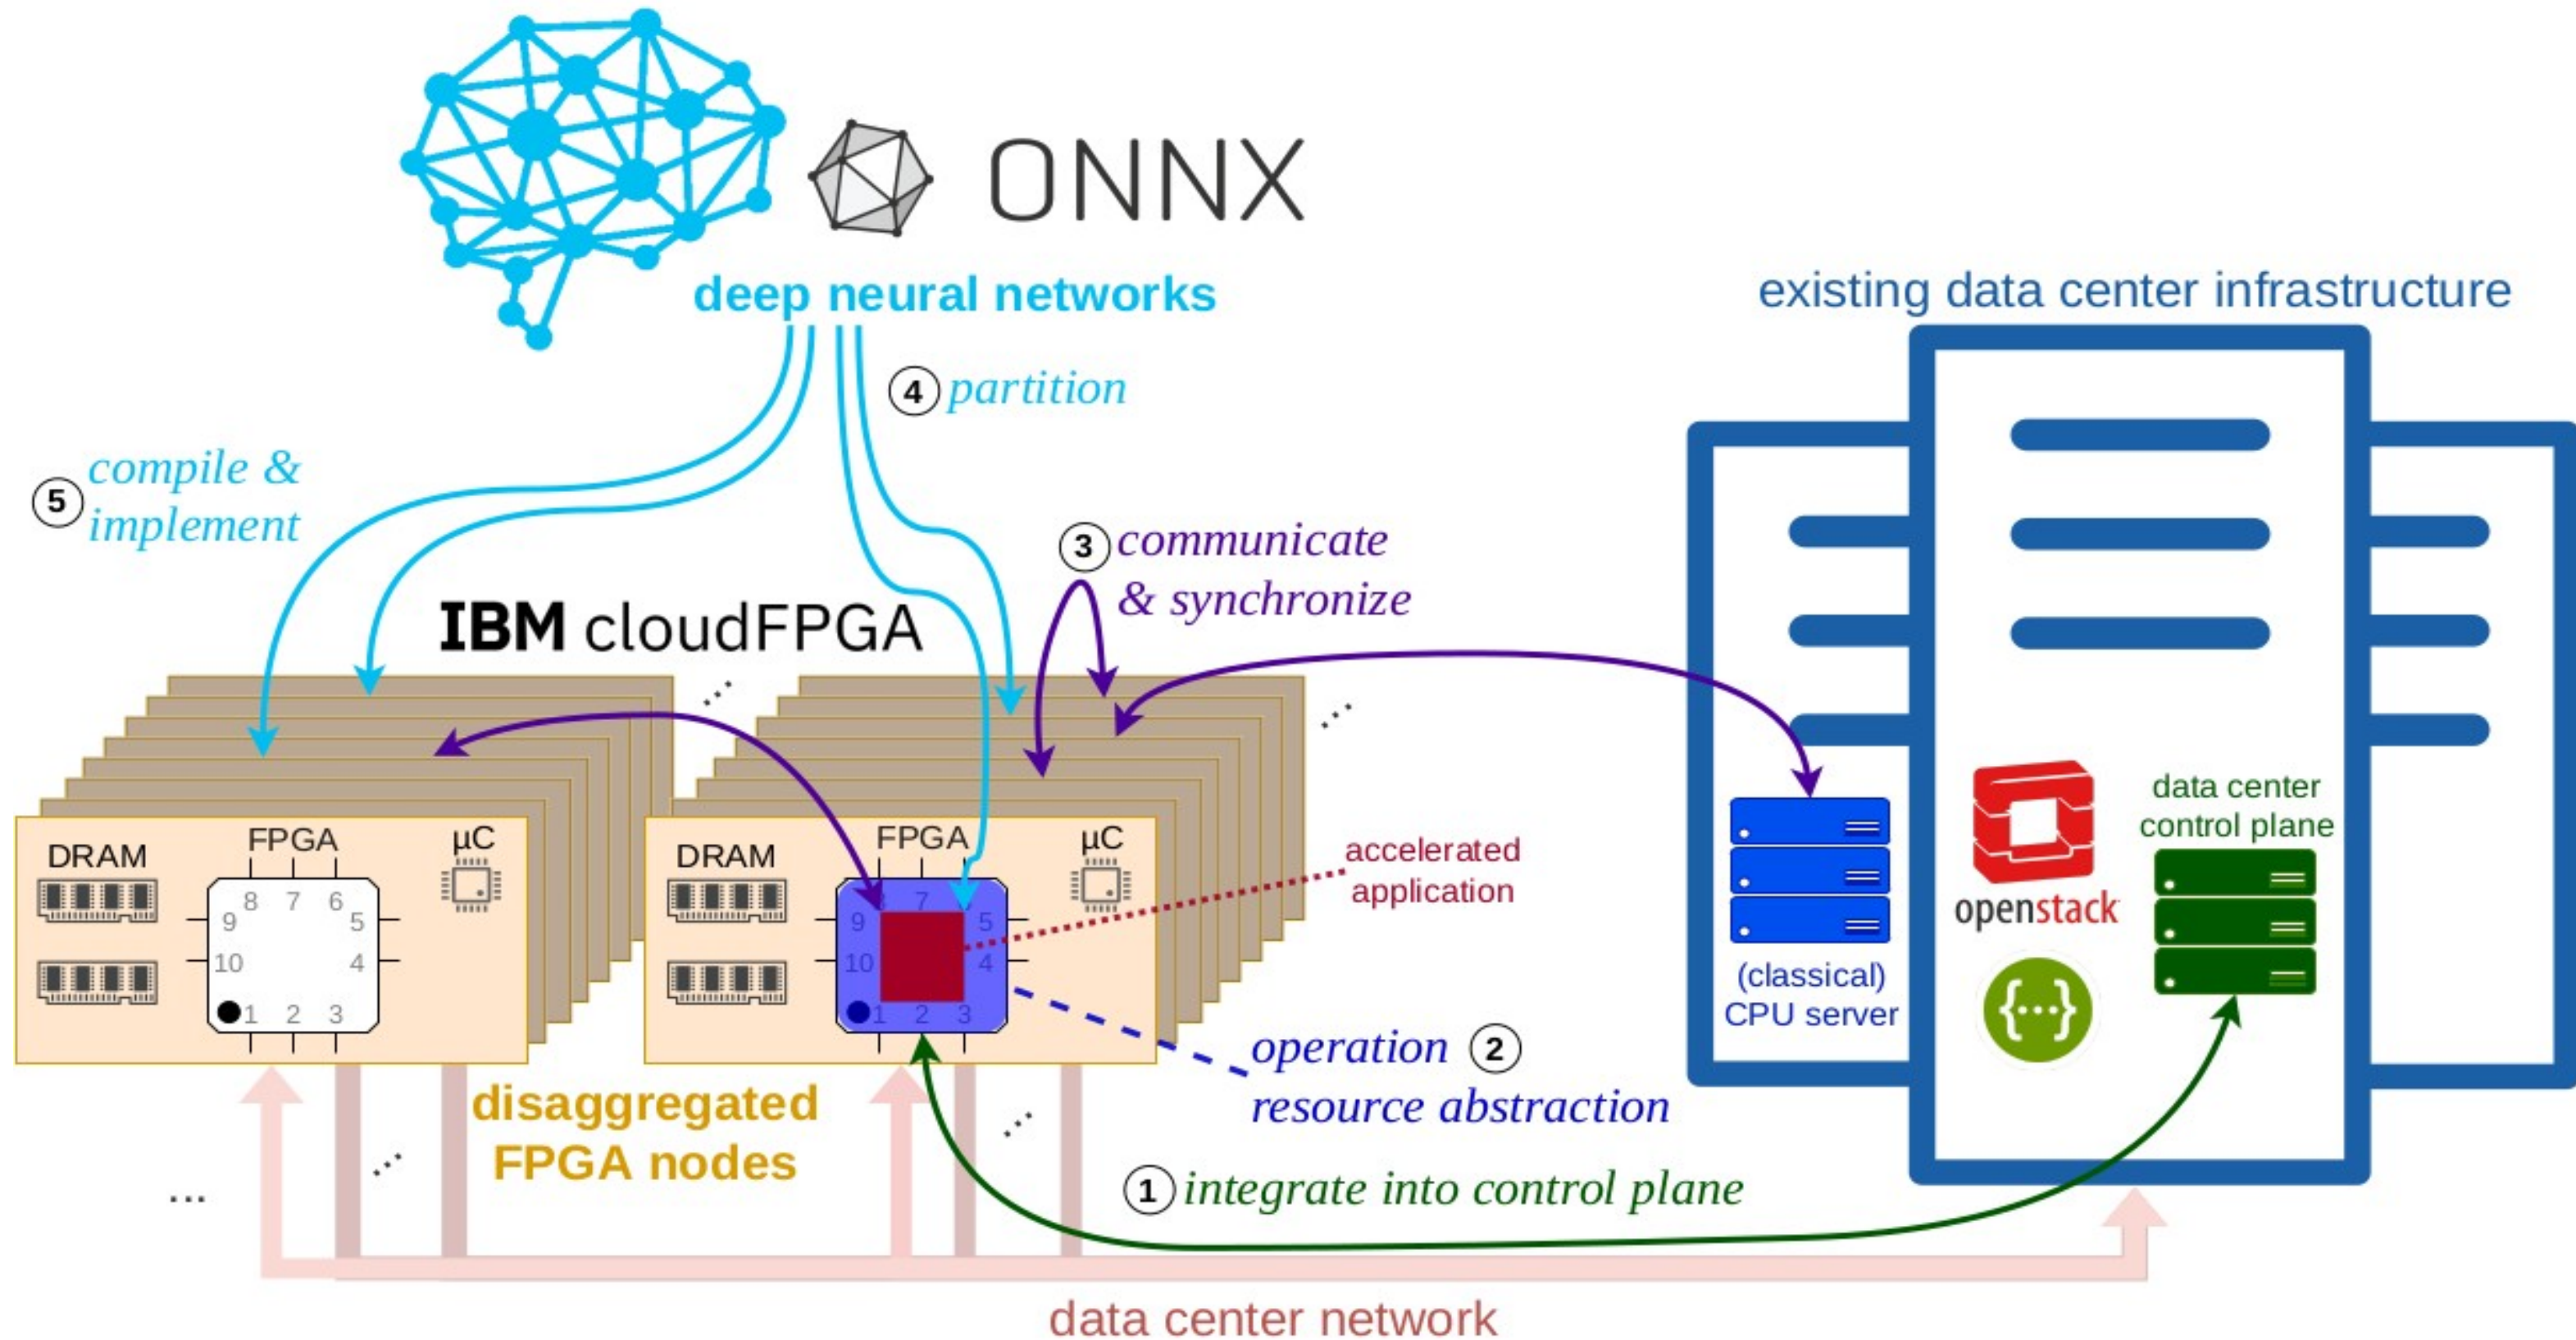 ONNX
deep neural networks
existing data center infrastructure
4 partition
5 compile &
implement
3 communicate
& synchronize
IBM cloudFPGA
...
...
DRAM
FPGA
µC
8 7 6
9 5
10 4
1 2 3
DRAM
FPGA
µC
7
9 5
10 4
1 2 3
accelerated
application
data center
control plane
openstack
{...}
(classical)
CPU server
operation 2
resource abstraction
disaggregated
FPGA nodes
...
...
...
1 integrate into control plane
data center network